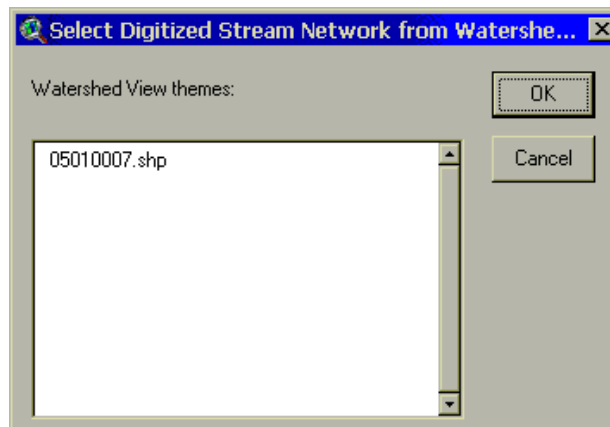 Select Digitized Stream Network from Watershe...
Watershed View themes:
OK
05010007.shp
Cancel